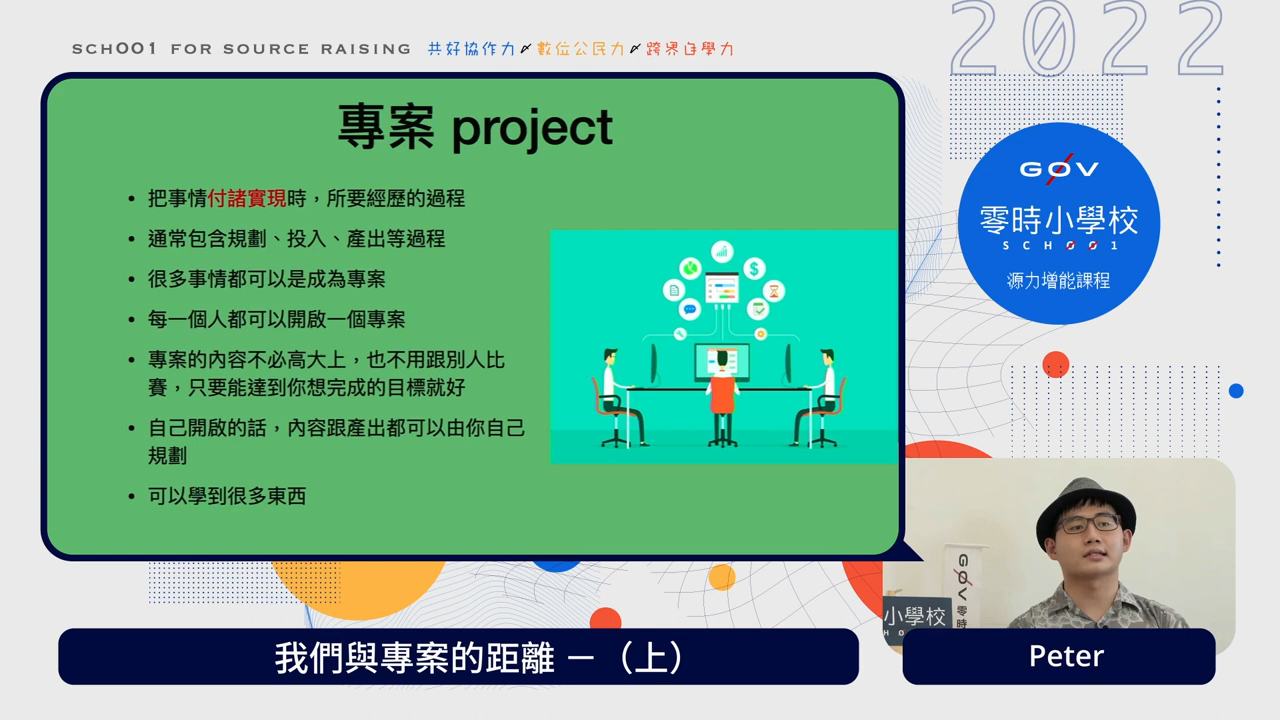 SCHOO1 FOR SOURCE RAISING 共好協作力 數位公民力 跨界自學力
2022
專案 project
• 把事情付諸實現時，所要經歷的過程
• 通常包含規劃、投入、產出等過程
• 很多事情都可以是成為專案
• 每一個人都可以開啟一個專案
• 專案的內容不必高大上，也不用跟別人比
賽，只要能達到你想完成的目標就好
• 自己開啟的話，內容跟產出都可以由你自己
規劃
• 可以學到很多東西
G0V
零時小學校
SCH001
源力增能課程
G0V零時
小學校
我們與專案的距離 －（上）
Peter